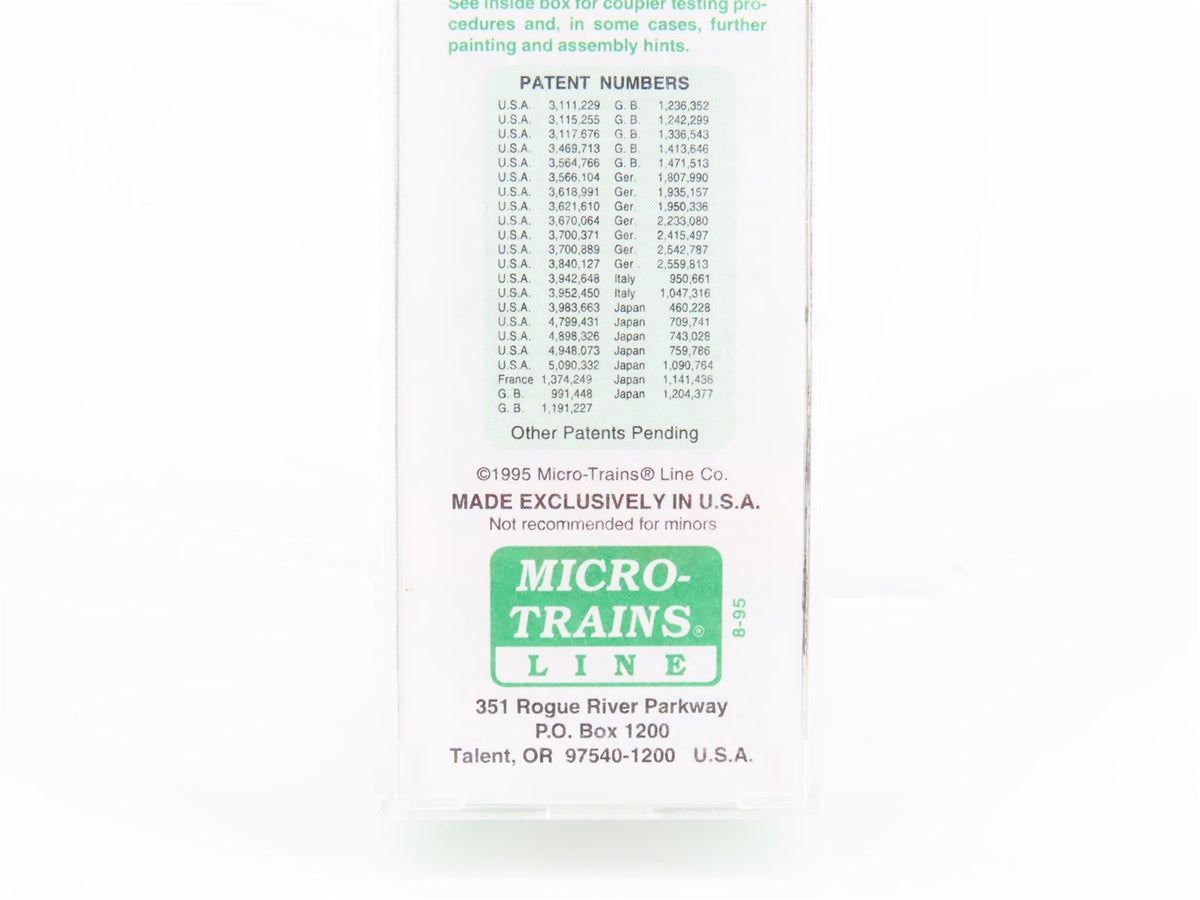 See inside box for coupler testing pro-
cedures and, in some cases, further
painting and assembly hints.
PATENT NUMBERS
U.S.A. 3,111,229 G. B. 1,236,352
U.S.A. 3,115,255 G. B. 1,242,299
U.S.A. 3,117,676 G. B. 1,336,543
U.S.A. 3,469,713 G. B. 1,413,646
U.S.A. 3,564,766 G. B. 1,471,513
U.S.A. 3,566,104 Ger. 1,807,990
U.S.A. 3,618,991 Ger. 1,935,157
U.S.A. 3,621,610 Ger. 1,950,336
U.S.A. 3,670,064 Ger. 2,233,080
U.S.A. 3,700,371 Ger. 2,415,497
U.S.A. 3,700,889 Ger. 2,542,787
U.S.A. 3,840,127 Ger. 2,559,813
U.S.A. 3,942,648 Italy 950,661
U.S.A. 3,952,450 Italy 1,047,316
U.S.A. 3,983,663 Japan 460,228
U.S.A. 4,799,431 Japan 709,741
U.S.A. 4,898,326 Japan 743,028
U.S.A. 4,948,073 Japan 759,786
U.S.A. 5,090,332 Japan 1,090,764
France 1,374,249 Japan 1,141,436
G. B. 991,448 Japan 1,204,377
G. B. 1,191,227
Other Patents Pending
©1995 Micro-Trains® Line Co.
MADE EXCLUSIVELY IN U.S.A.
Not recommended for minors
MICRO-
TRAINS®
LINE
8-95
351 Rogue River Parkway
P.O. Box 1200
Talent, OR 97540-1200 U.S.A.